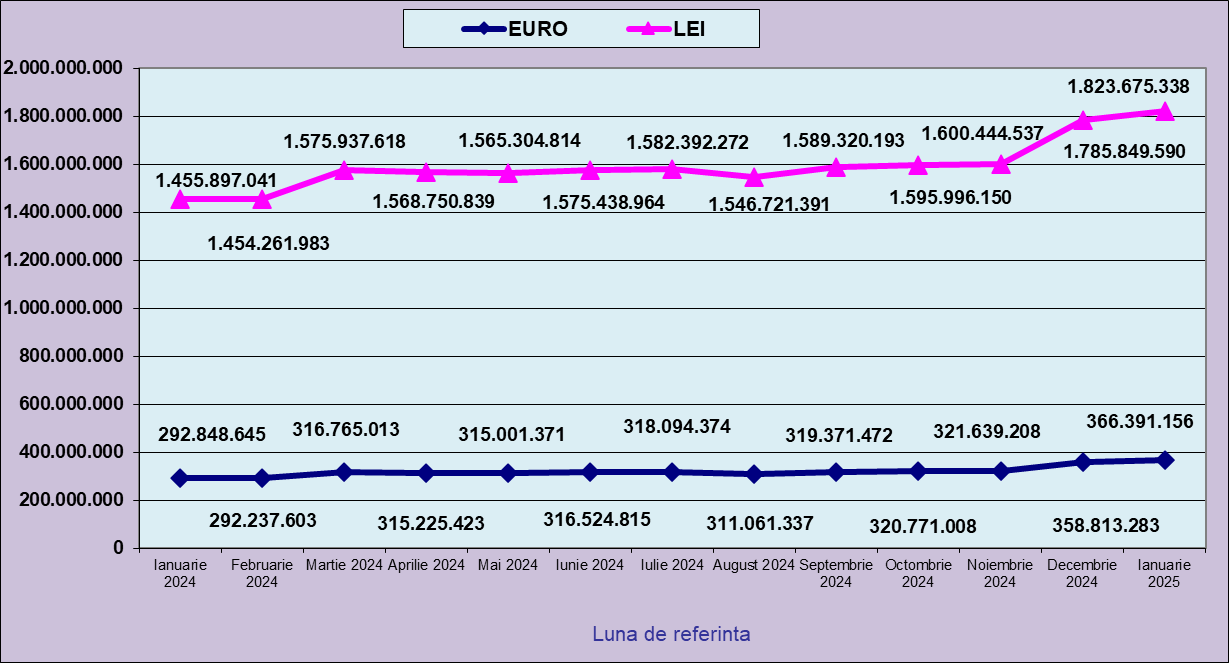 EURO LEI
2.000.000.000
1.800.000.000
1.600.000.000
1.400.000.000
1.200.000.000
1.000.000.000
800.000.000
600.000.000
400.000.000
200.000.000
0
1.455.897.041
1.454.261.983
1.575.937.618
1.568.750.839
1.565.304.814
1.575.438.964
1.582.392.272
1.546.721.391
1.589.320.193
1.595.996.150
1.600.444.537
1.785.849.590
1.823.675.338
292.848.645
292.237.603
316.765.013
315.225.423
315.001.371
316.524.815
318.094.374
311.061.337
319.371.472
320.771.008
321.639.208
358.813.283
366.391.156
Ianuarie
2024
Februarie
2024
Martie 2024
Aprilie 2024
Mai 2024
Iunie 2024
Iulie 2024
August 2024
Septembrie
2024
Octombrie
2024
Noiembrie
2024
Decembrie
2024
Ianuarie
2025
Luna de referinta